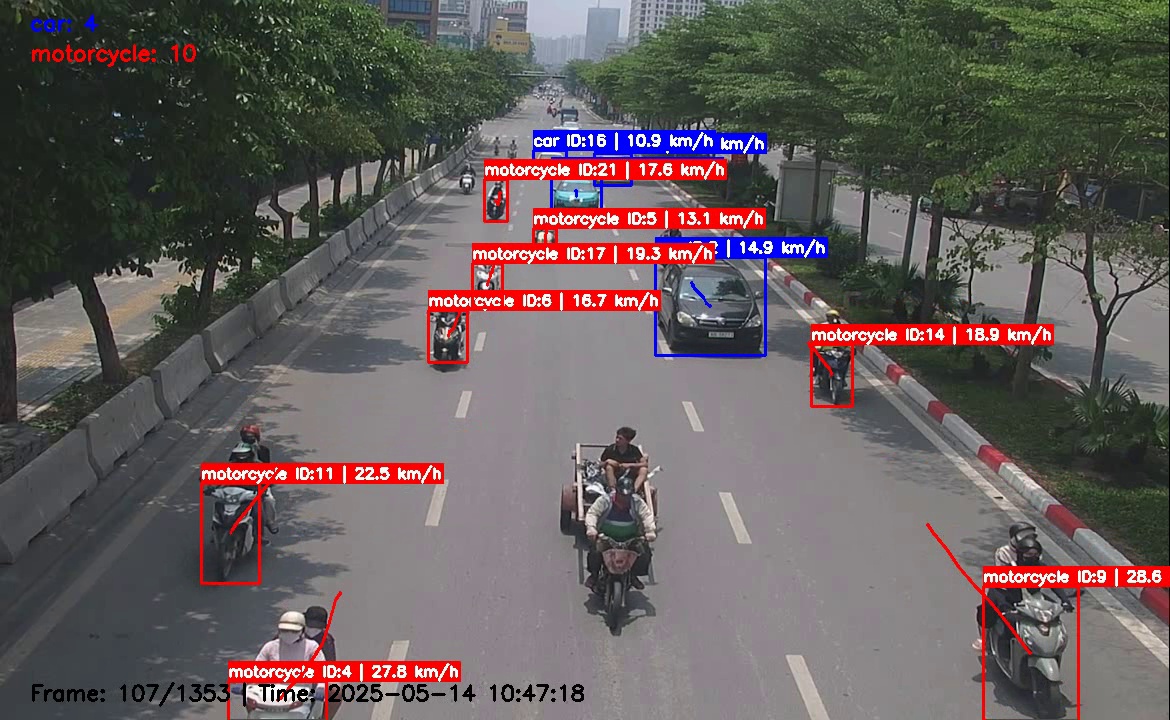 car: 4
motorcycle: 10
car ID:16 | 10.9 km/h
km/h
motorcycle ID:21 | 17.6 km/h
motorcycle ID:5 | 13.1 km/h
| 14.9 km/h
motorcycle ID:17 | 19.3 km/h
motorcycle ID:6 | 16.7 km/h
motorcycle ID:14 | 18.9 km/h
motorcycle ID:11 | 22.5 km/h
motorcycle ID:9 | 28.6
motorcycle ID:4 | 27.8 km/h
Frame: 107/1353 | Time: 2025-05-14 10:47:18